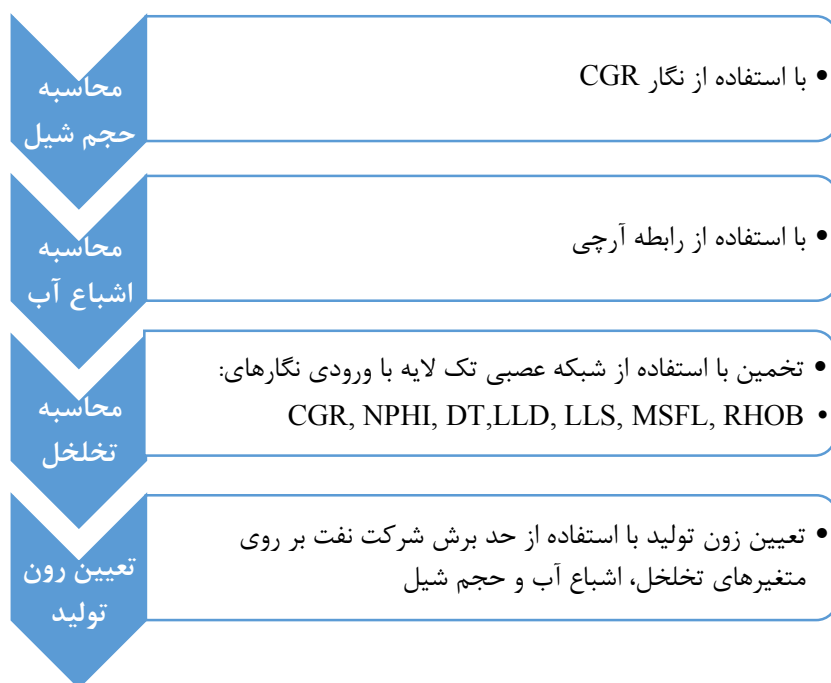 محاسبه
حجم شیل
• با استفاده از نگار CGR
محاسبه
اشباع آب
• با استفاده از رابطه آرچی
محاسبه
تخلخل
• تخمین با استفاده از شبکه عصبی تک لایه با ورودی نگارهای:
• CGR, NPHI, DT,LLD, LLS, MSFL, RHOB •
تعیین رون
تولید
• تعیین زون تولید با استفاده از حد برش شرکت نفت بر روی
متغیرهای تخلخل، اشباع آب و حجم شیل